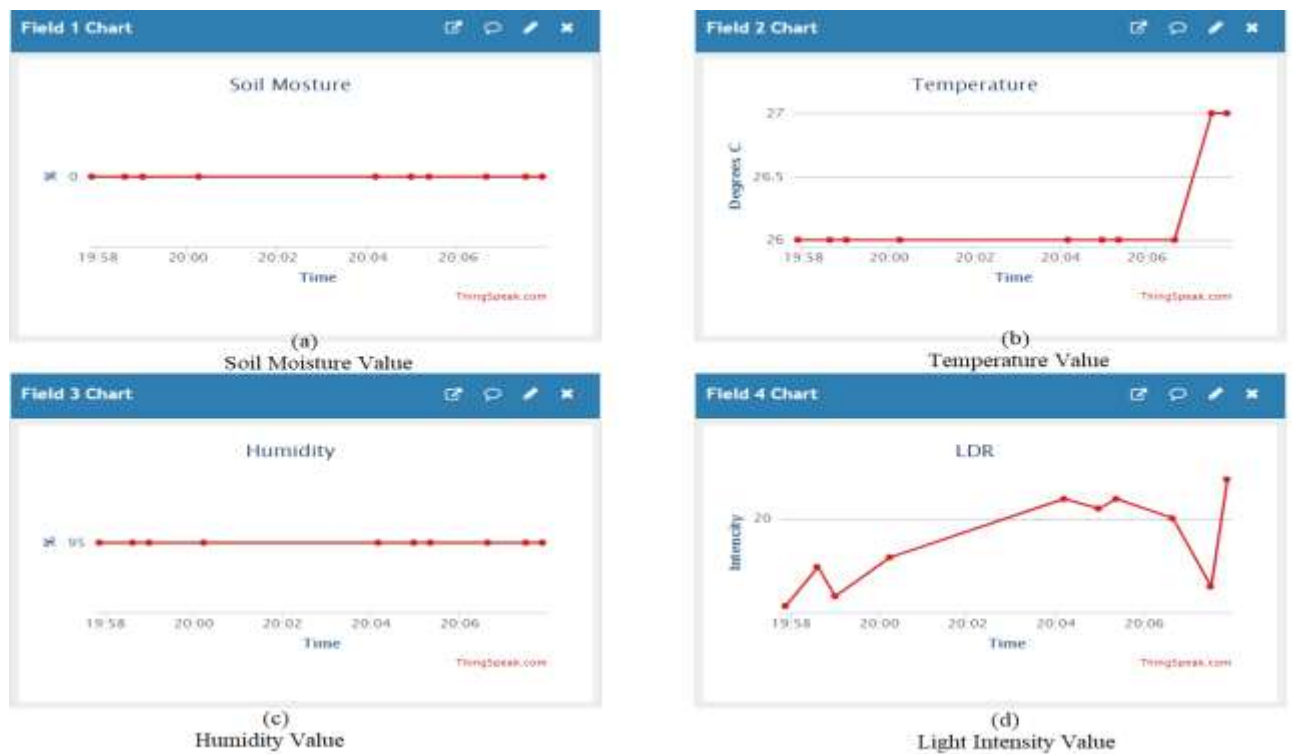 Field 1 Chart
Soil Mosture
%
0
19:58 20:00 20:02 20:04 20:06
Time
ThingSpeak.com
(a)
Soil Moisture Value
Field 2 Chart
Temperature
Degrees C
27
26.5
26
19:58 20:00 20:02 20:04 20:06
Time
ThingSpeak.com
(b)
Temperature Value
Field 3 Chart
Humidity
%
95
19:58 20:00 20:02 20:04 20:06
Time
ThingSpeak.com
(c)
Humidity Value
Field 4 Chart
LDR
Intencity
20
19:58 20:00 20:02 20:04 20:06
Time
ThingSpeak.com
(d)
Light Intensity Value